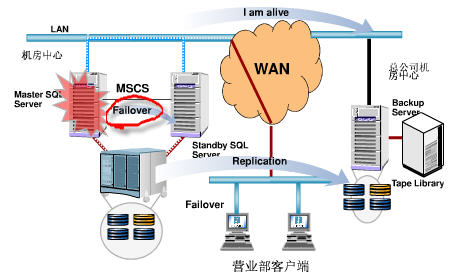 I am alive
LAN
机房中心
WAN
总公司机
房中心
MSCS
Master SQL
Server
Failover
Backup
Server
Standby SQL
Server
Replication
Tape Library
Failover
营业部客户端